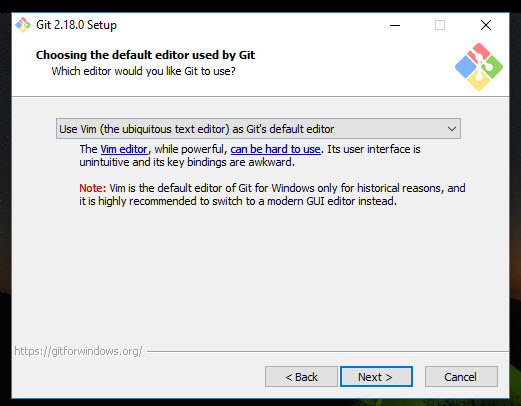 Git 2.18.0 Setup
Choosing the default editor used by Git
Which editor would you like Git to use?
Use Vim (the ubiquitous text editor) as Git's default editor
The Vim editor, while powerful, can be hard to use. Its user interface is
unintuitive and its key bindings are awkward.
Note: Vim is the default editor of Git for Windows only for historical reasons, and
it is highly recommended to switch to a modern GUI editor instead.
https://gitforwindows.org/
< Back Next > Cancel